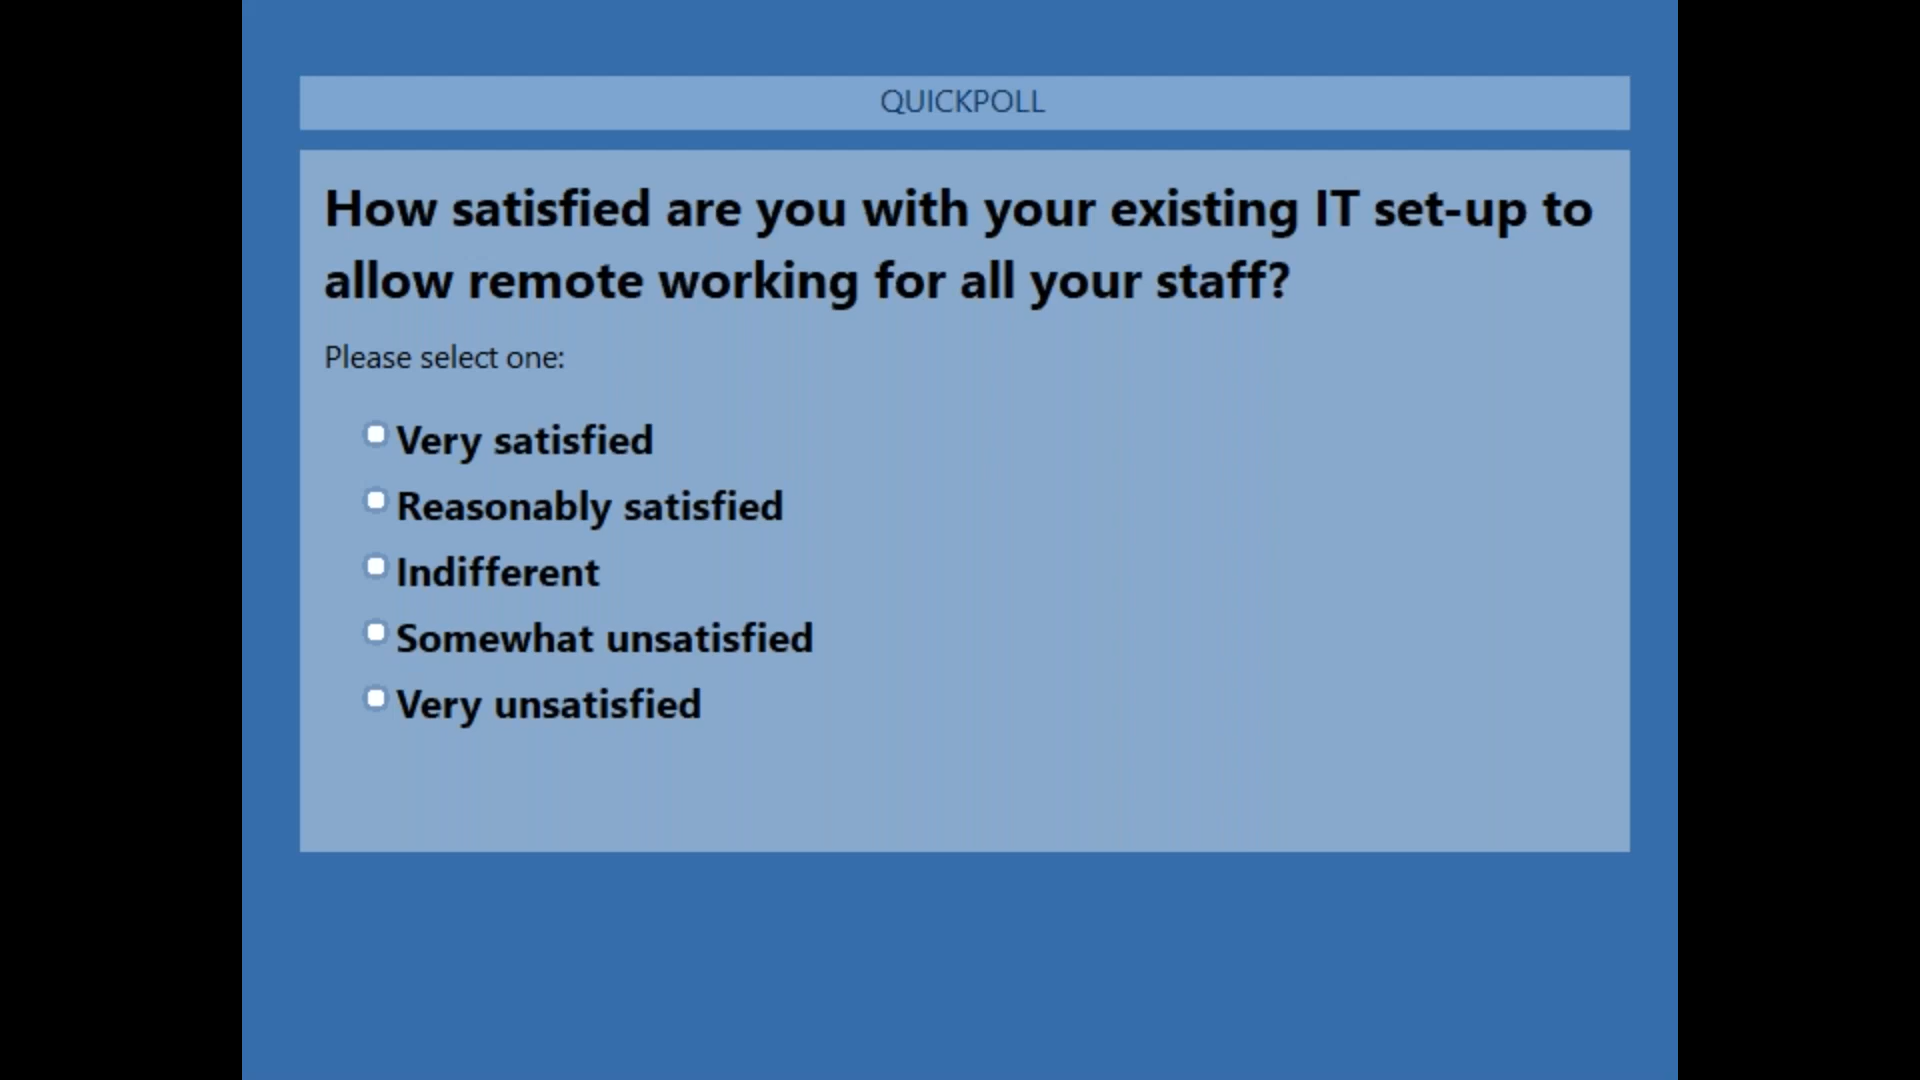 QUICKPOLL
How satisfied are you with your existing IT set-up to
allow remote working for all your staff?
Please select one:
Very satisfied
Reasonably satisfied
Indifferent
Somewhat unsatisfied
Very unsatisfied